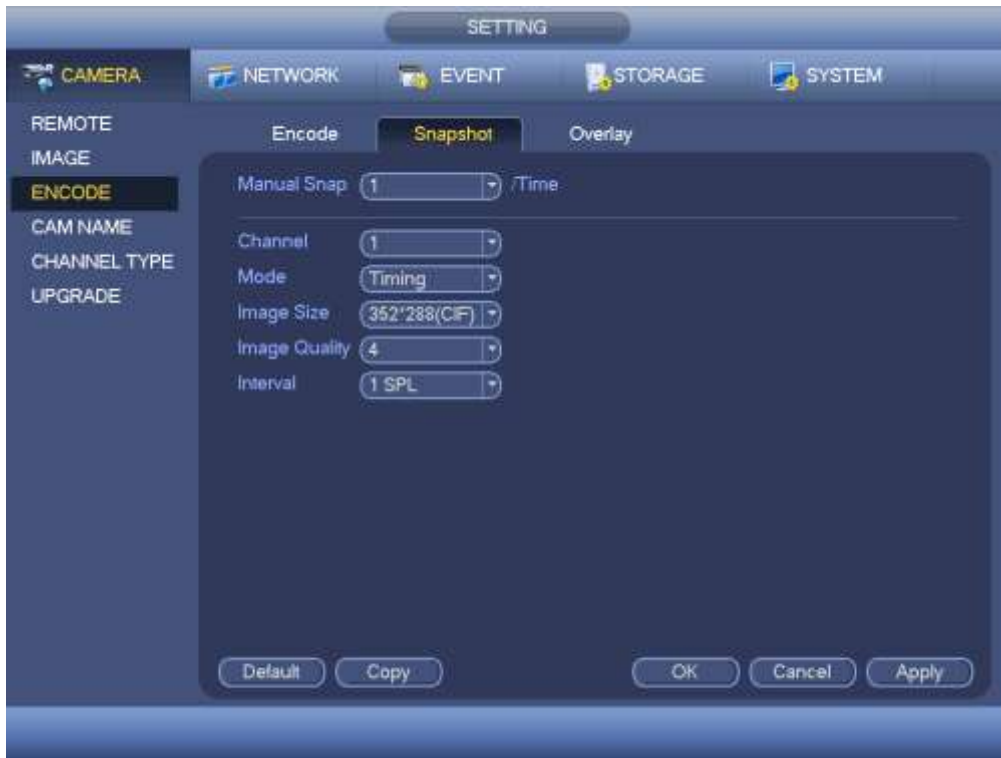 SETTING
CAMERA NETWORK EVENT STORAGE SYSTEM
REMOTE
IMAGE
ENCODE
CAM NAME
CHANNEL TYPE
UPGRADE
Encode Snapshot Overlay
Manual Snap 1 /Time
Channel 1
Mode Timing
Image Size 352*288(CIF)
Image Quality 4
Interval 1 SPL
Default Copy OK Cancel Apply